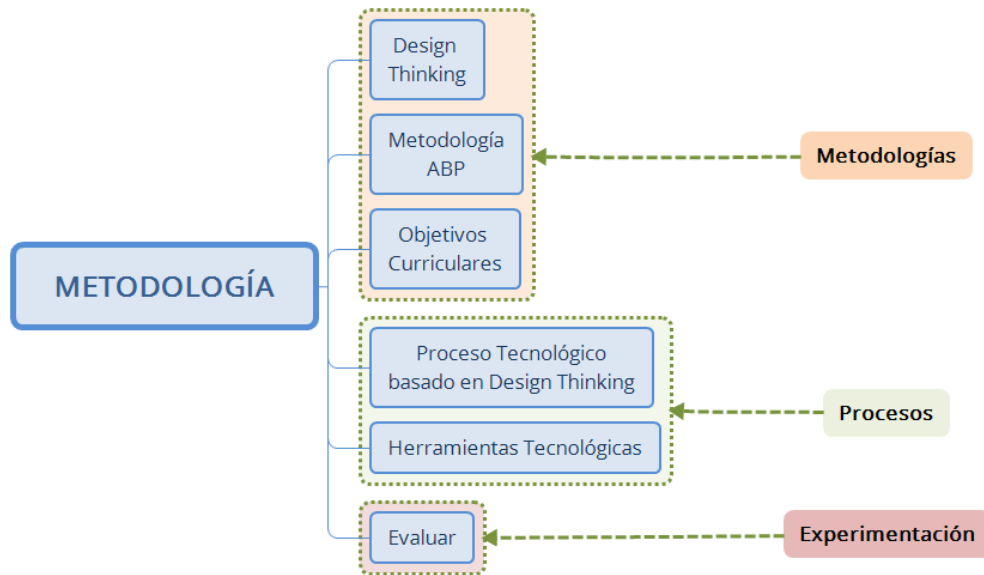 Design
Thinking
Metodología
ABP
Metodologías
Objetivos
Curriculares
METODOLOGÍA
Proceso Tecnológico
basado en Design Thinking
Procesos
Herramientas Tecnológicas
Evaluar
Experimentación